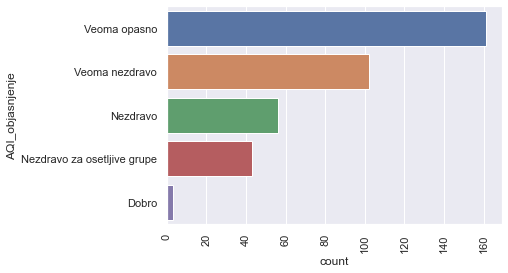 AQI_objasnjenje
Veoma opasno
Veoma nezdravo
Nezdravo
Nezdravo za osetljive grupe
Dobro
0
20
40
60
80
100
120
140
160
count